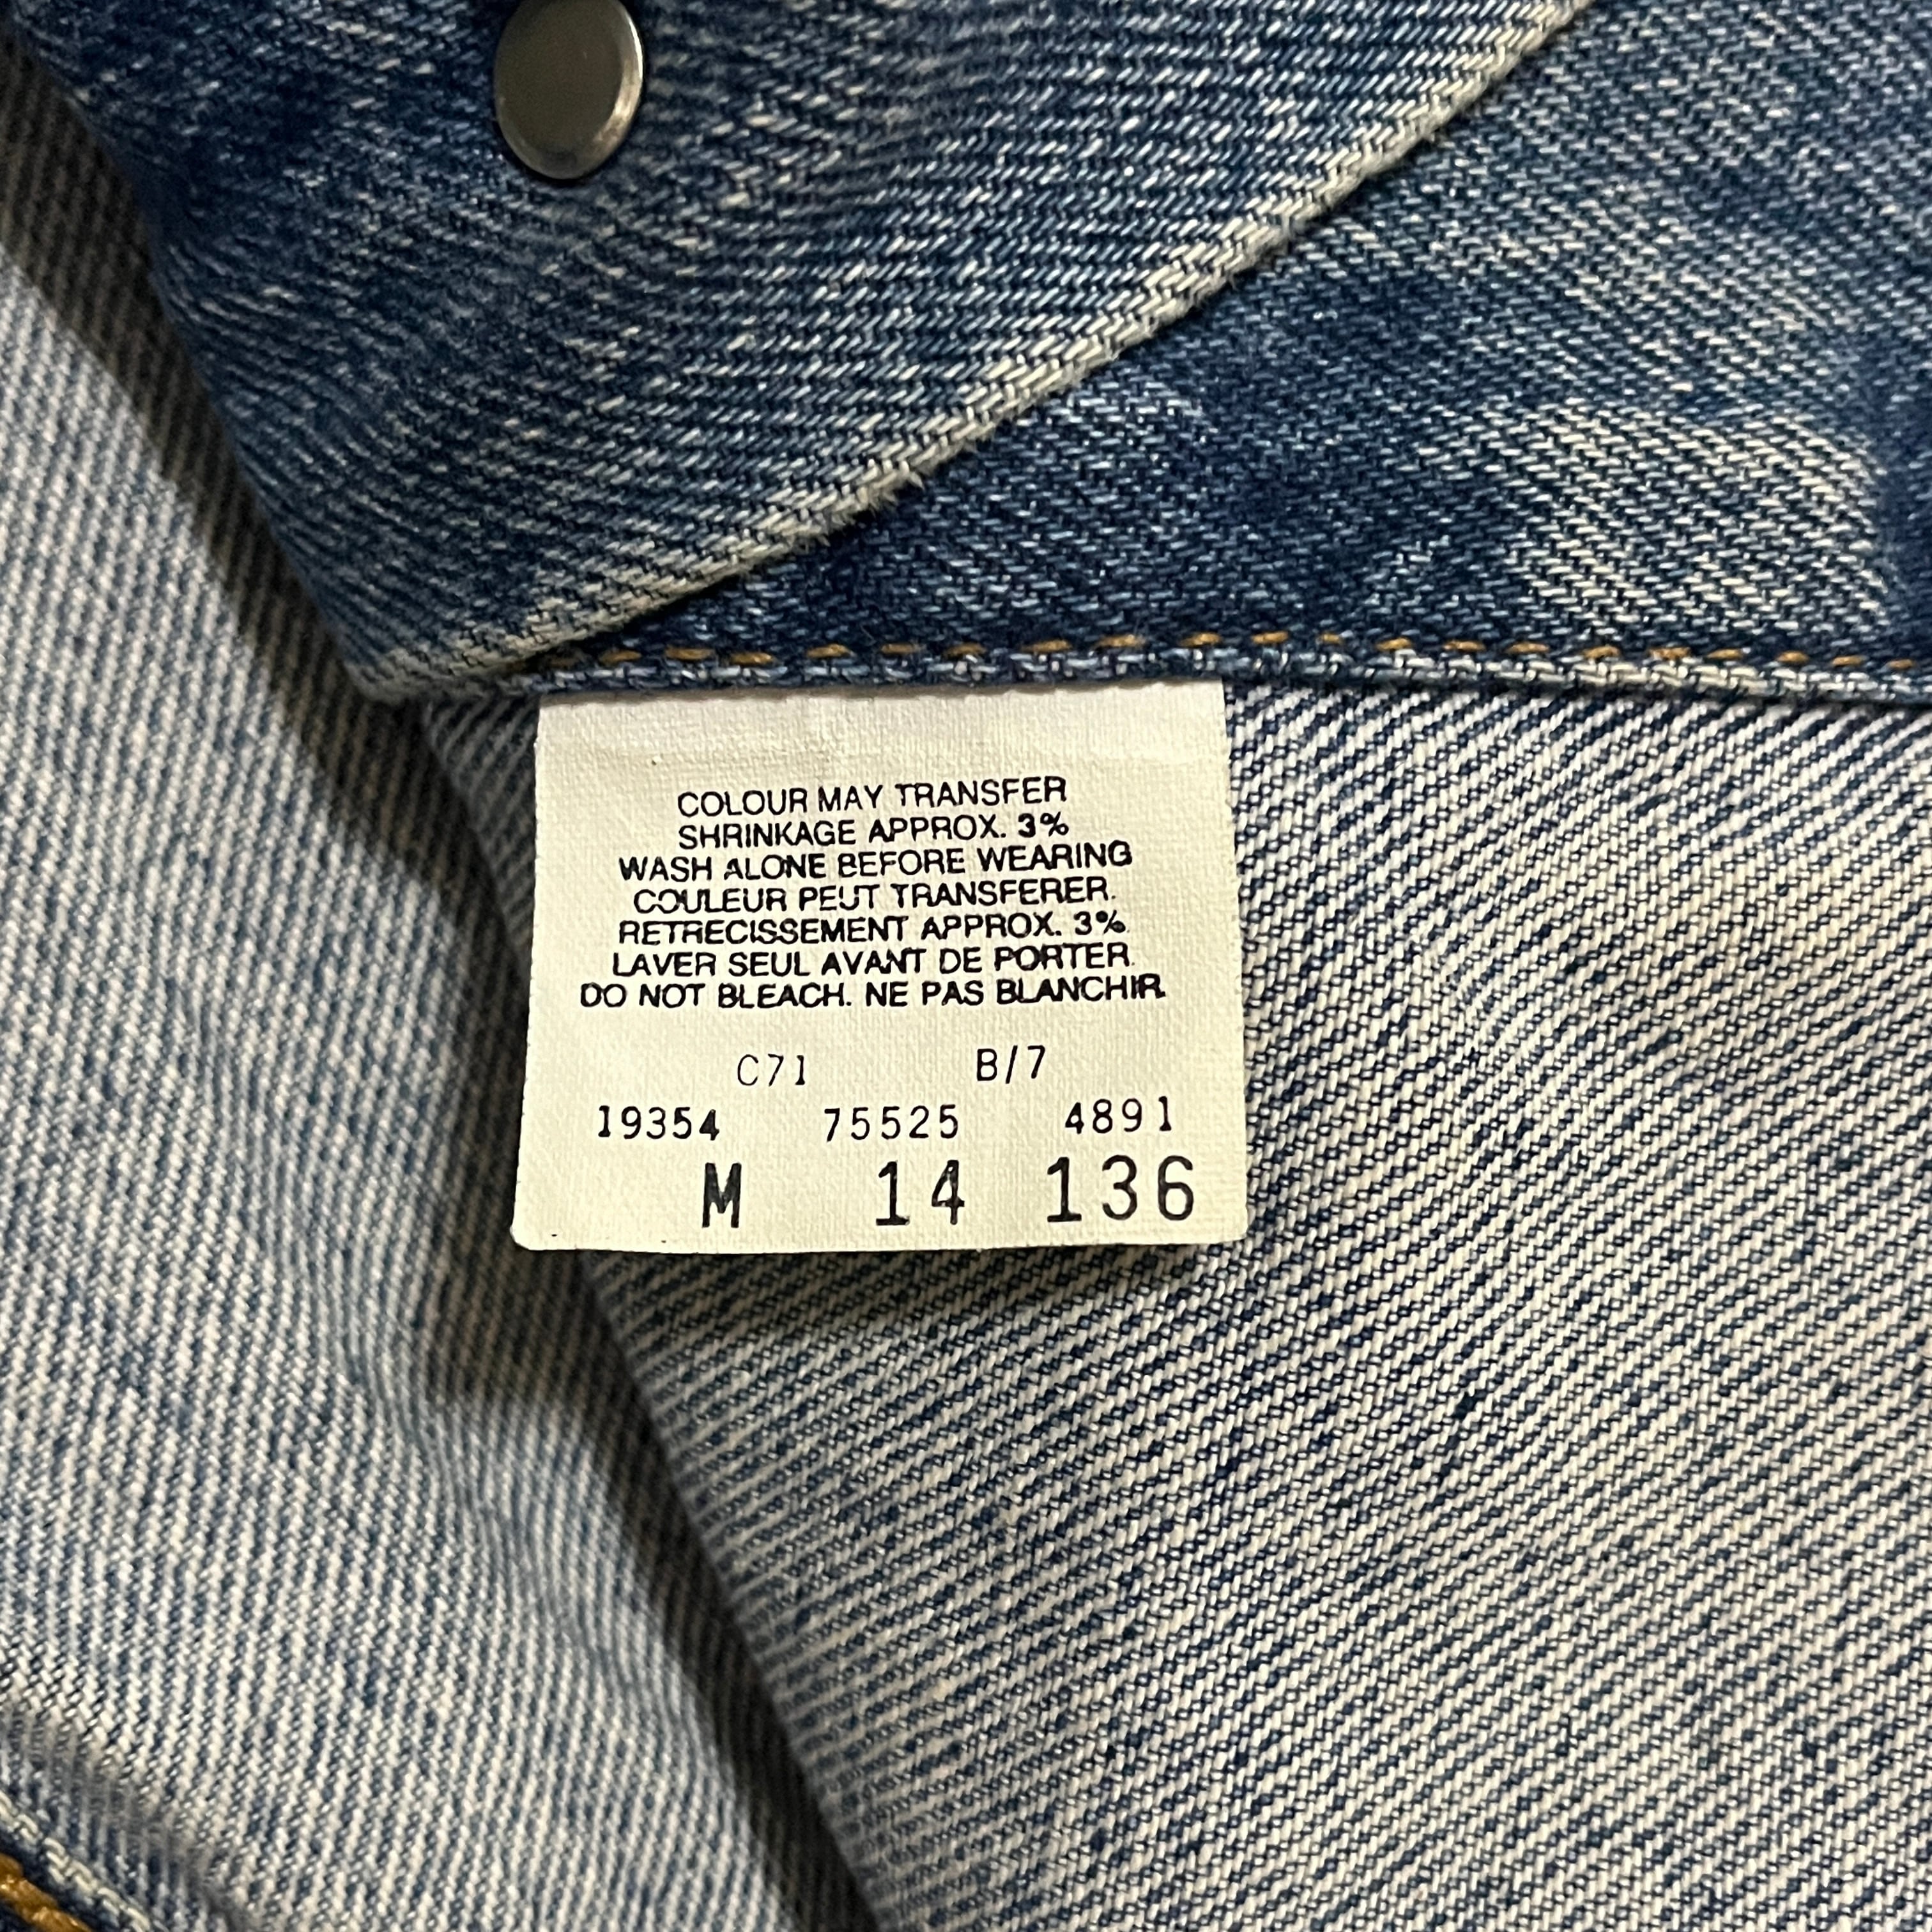 COLOUR MAY TRANSFER
SHRINKAGE APPROX. 3%
WASH ALONE BEFORE WEARING
COULEUR PEUT TRANSFERER.
RETRECISSEMENT APPROX. 3%
LAVER SEUL AVANT DE PORTER.
DO NOT BLEACH. NE PAS BLANCHIR.
C71 B/7
19354 75525 4891
M 14 136